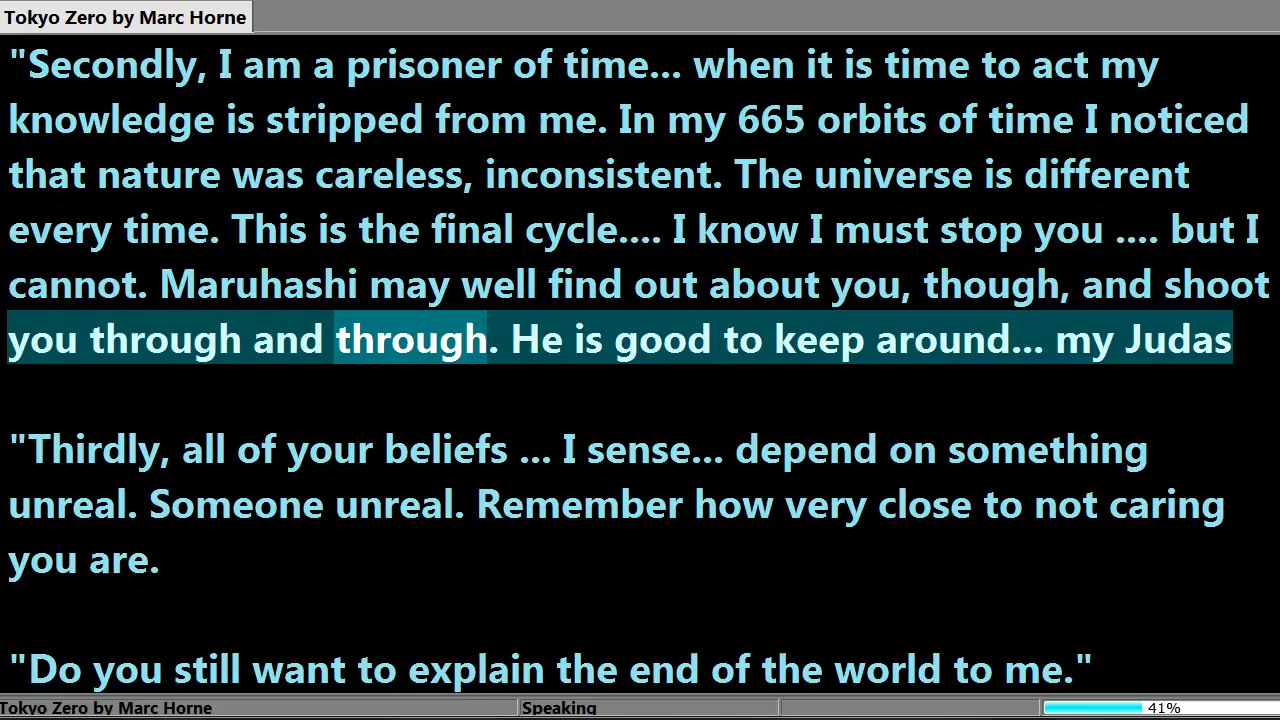 Tokyo Zero by Marc Horne
"Secondly, I am a prisoner of time... when it is time to act my
knowledge is stripped from me. In my 665 orbits of time I noticed
that nature was careless, inconsistent. The universe is different
every time. This is the final cycle.... I know I must stop you .... but I
cannot. Maruhashi may well find out about you, though, and shoot
you through and through. He is good to keep around... my Judas
"Thirdly, all of your beliefs ... I sense... depend on something
unreal. Someone unreal. Remember how very close to not caring
you are.
"Do you still want to explain the end of the world to me."
Tokyo Zero by Marc Horne Speaking 41%